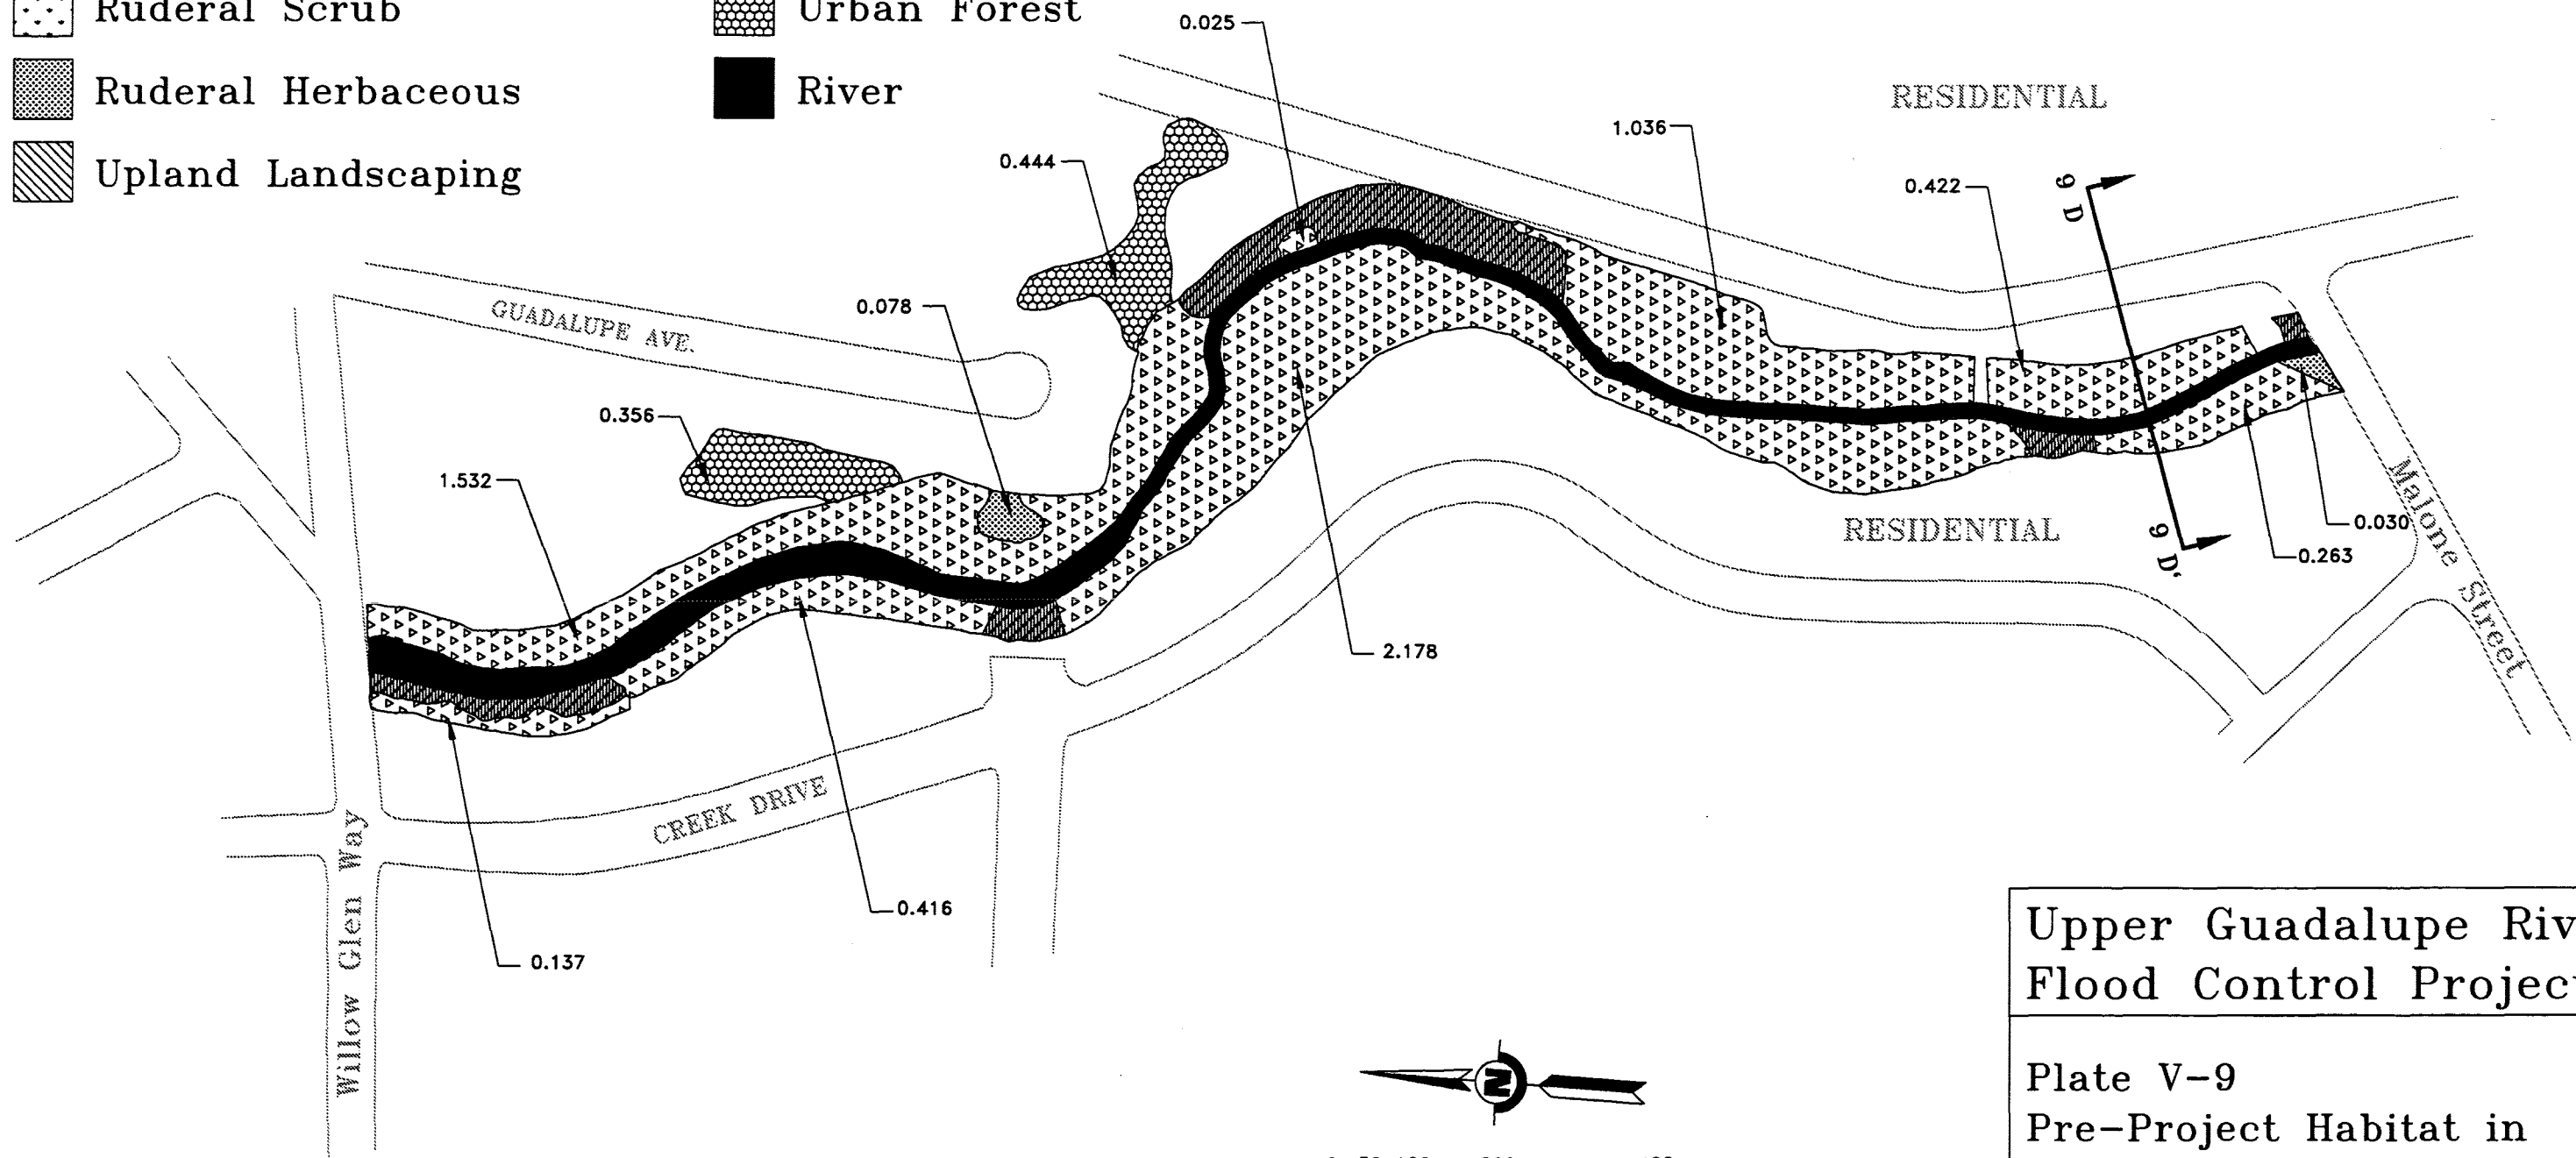 Ruderal Scrub
Urban Forest
Ruderal Herbaceous
River
Upland Landscaping
0.025
RESIDENTIAL
1.036
0.444
0.422
9 D
0.078
GUADALUPE AVE.
0.356
1.532
RESIDENTIAL
9 D'
0.030
0.263
Malone Street
2.178
CREEK DRIVE
0.416
0.137
Willow Glen Way
N
Upper Guadalupe Riv
Flood Control Projec
Plate V-9
Pre-Project Habitat in